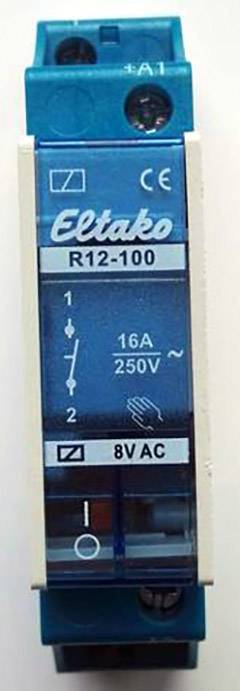 +A1
CE
Eltako
R12-100
1
16A
250V ~
2
8V AC
I
O